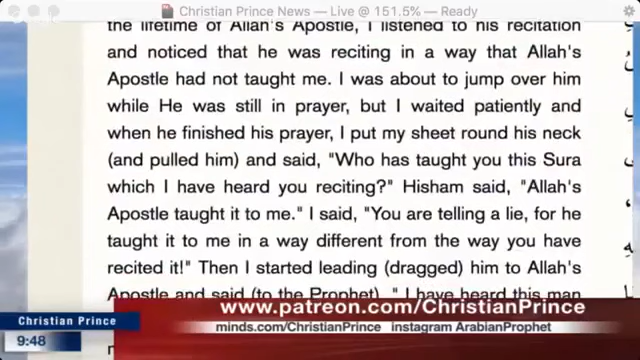 Christian Prince News — Live @ 151.5% — Ready
the lifetime of Allah's Apostle, I listened to his recitation
and noticed that he was reciting in a way that Allah's
Apostle had not taught me. I was about to jump over him
while He was still in prayer, but I waited patiently and
when he finished his prayer, I put my sheet round his neck
(and pulled him) and said, "Who has taught you this Sura
which I have heard you reciting?" Hisham said, "Allah's
Apostle taught it to me." I said, "You are telling a lie, for he
taught it to me in a way different from the way you have
recited it!" Then I started leading (dragged) him to Allah's
Apostle and said (to the Prophet), " I have heard this man
www.patreon.com/ChristianPrince
Christian Prince
minds.com/ChristianPrince instagram ArabianProphet
9:48